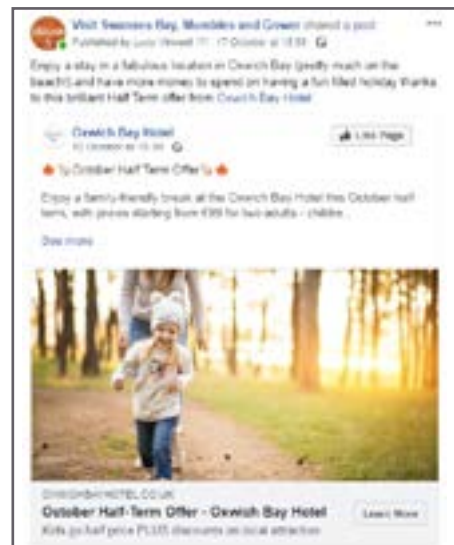 Visit Swansea Bay, Mumbles and Gower shared a post
Published by Lucy · 17 October at
Enjoy a stay in a fabulous location in Oxwich Bay (pretty much on the
beach!) and have more money to spend on having a fun filled holiday thanks
to this brilliant Half Term offer from Oxwich Bay Hotel
Oxwich Bay Hotel
October at
Like Page
October Half Term Offer
Enjoy a family-friendly break at the Oxwich Bay Hotel this October half
term, with prices starting from £99 for two adults - childre...
See more
OXWICHBAYHOTEL.CO.UK
October Half-Term Offer - Oxwich Bay Hotel
Kids go half price PLUS discounts on local attraction
Learn More